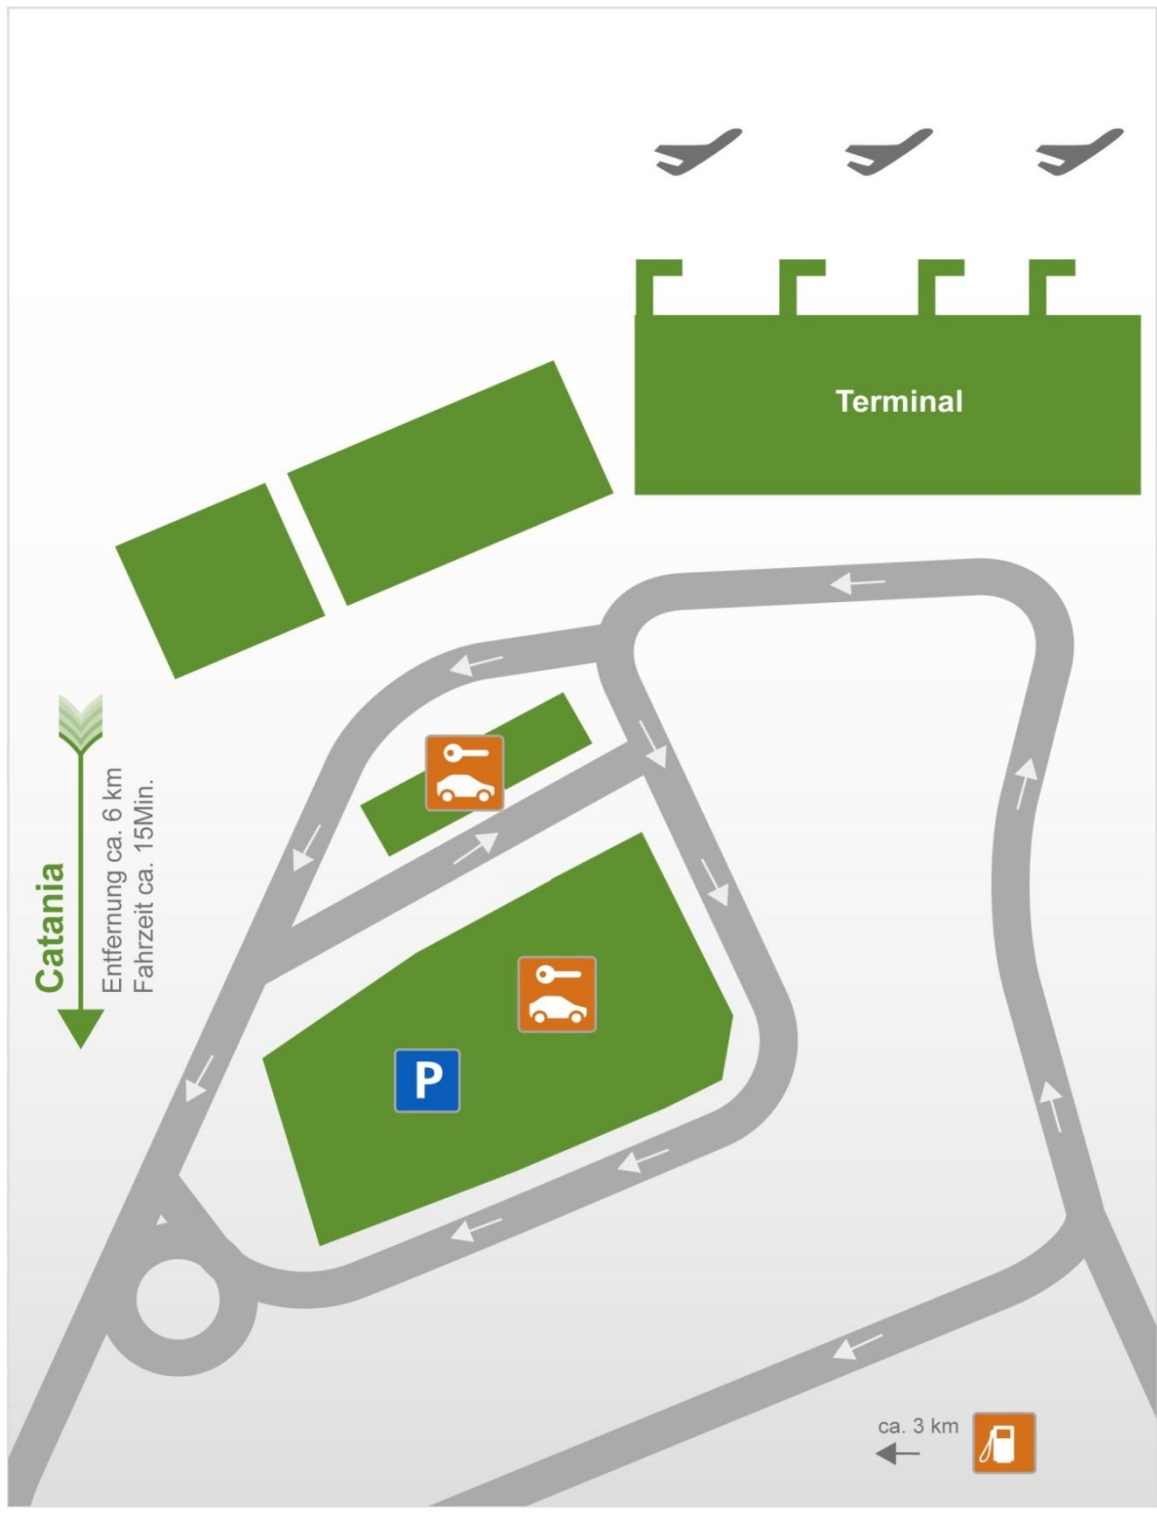 Terminal
Catania
Entfernung ca. 6 km
Fahrzeit ca. 15Min.
P
ca. 3 km